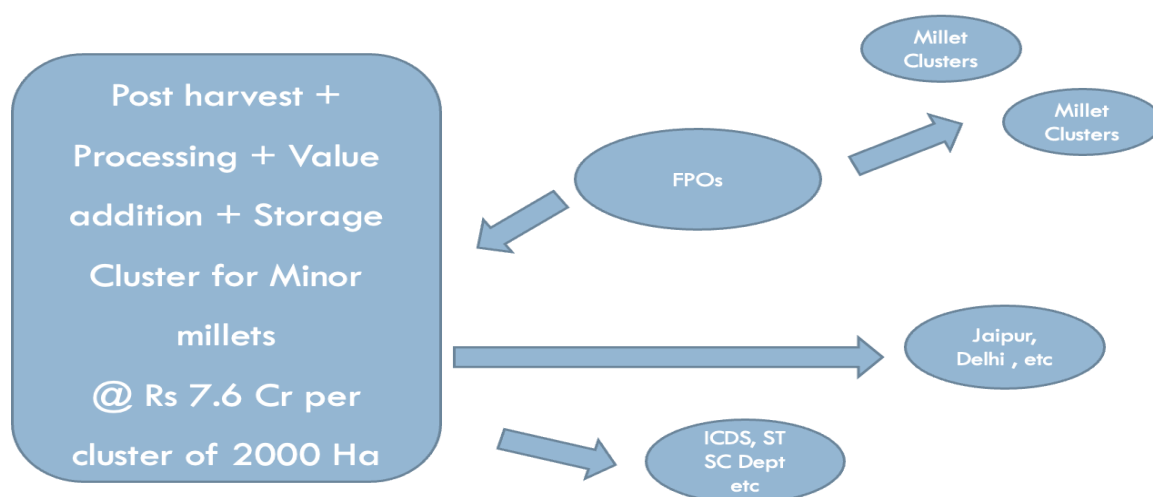 Post harvest +
Processing + Value
addition + Storage
Cluster for Minor
millets
@ Rs 7.6 Cr per
cluster of 2000 Ha
Millet
Clusters
Millet
Clusters
FPOs
Jaipur,
Delhi , etc
ICDS, ST
SC Dept
etc